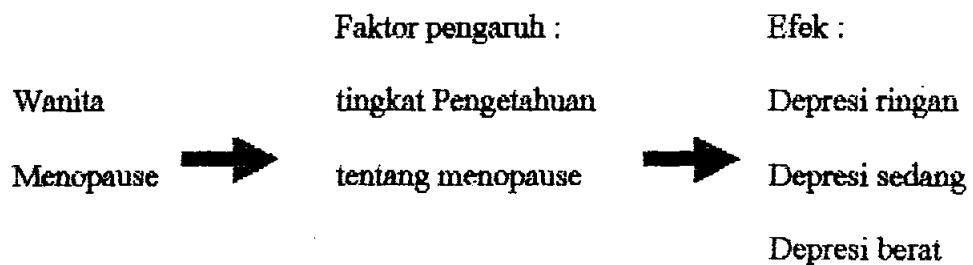 Faktor pengaruh :
Efek :
Wanita
tingkat Pengetahuan
Depresi ringan
Menopause
tentang menopause
Depresi sedang
Depresi berat